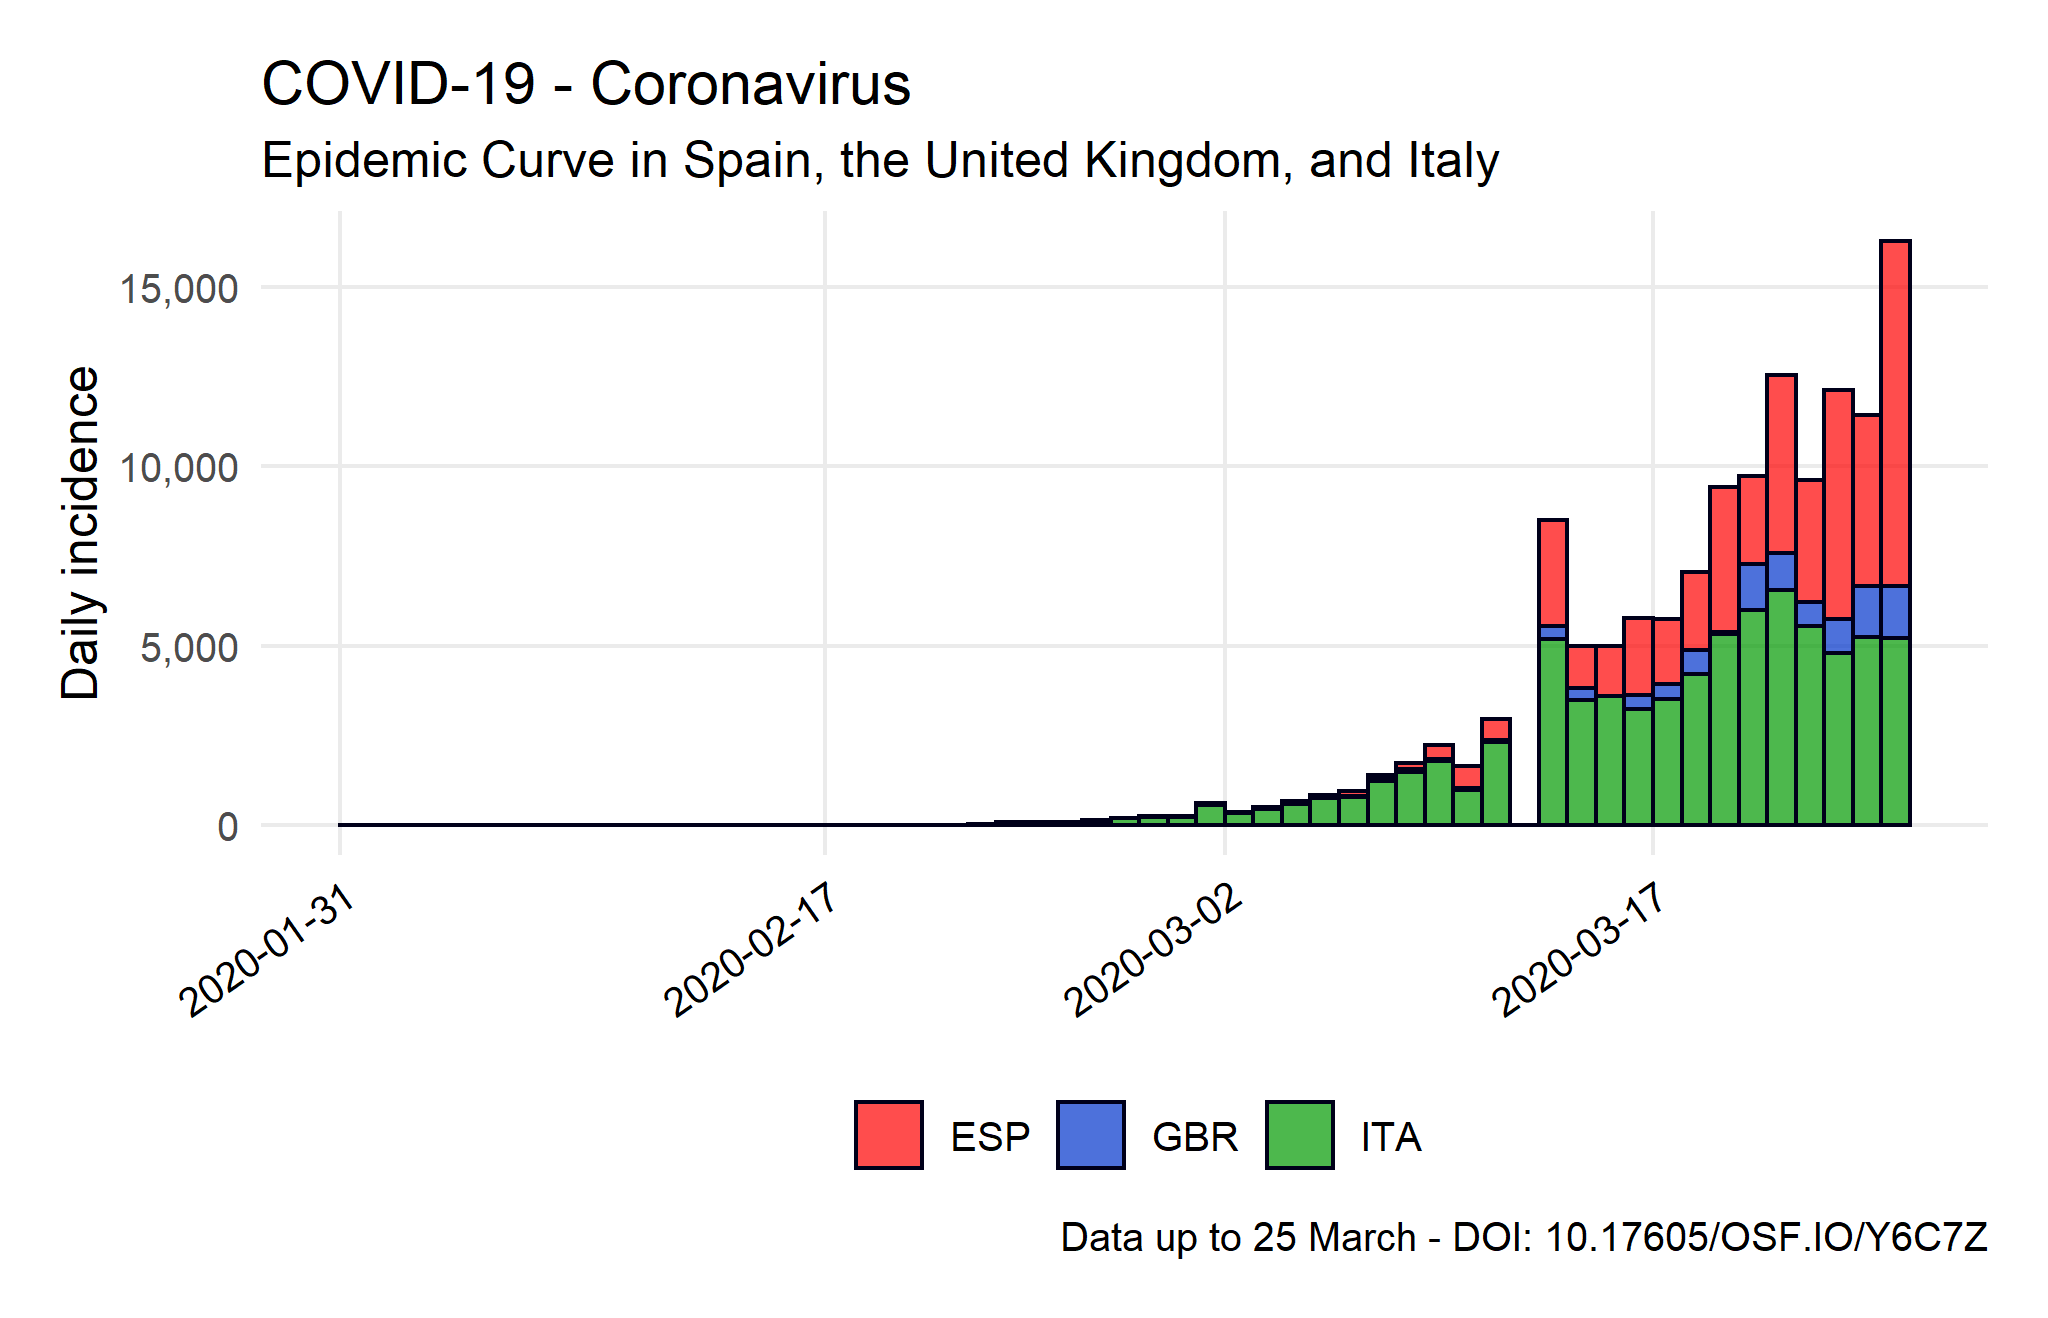 COVID-19 - Coronavirus
Epidemic Curve in Spain, the United Kingdom, and Italy
Daily incidence
15,000
10,000
5,000
0
2020-01-31
2020-02-17
2020-03-02
2020-03-17
ESP
GBR
ITA
Data up to 25 March - DOI: 10.17605/OSF.IO/Y6C7Z